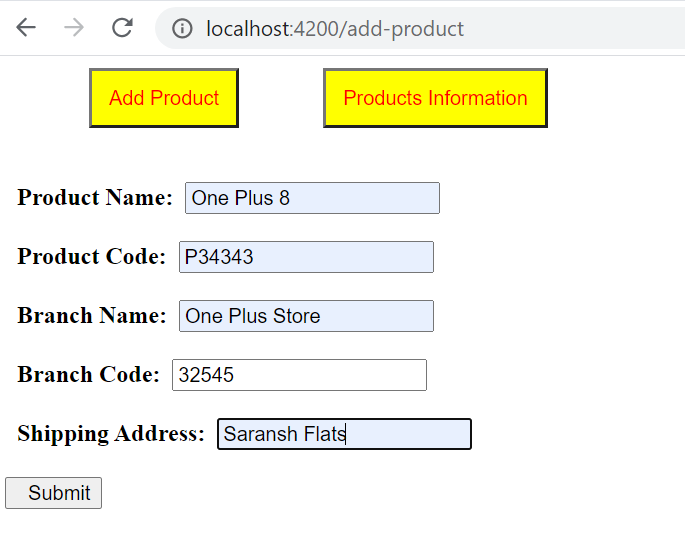 localhost:4200/add-product
Add Product Products Information
Product Name: One Plus 8
Product Code: P34343
Branch Name: One Plus Store
Branch Code: 32545
Shipping Address: Saransh Flats
Submit